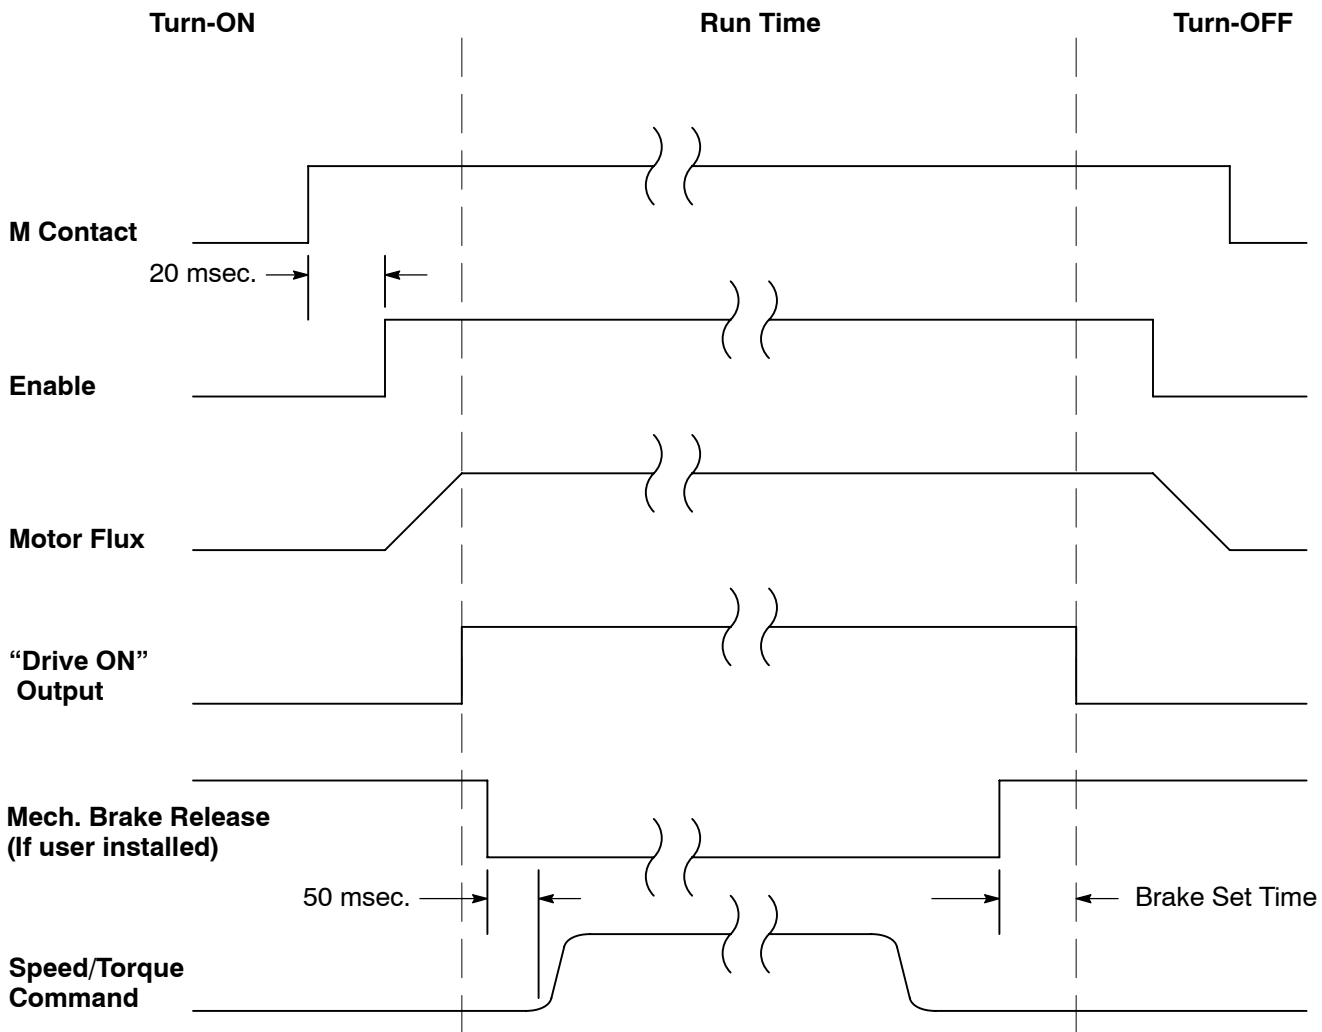 Turn-ON
Run Time
Turn-OFF
M Contact
20 msec.
Enable
Motor Flux
“Drive ON”
Output
Mech. Brake Release
(If user installed)
50 msec.
Brake Set Time
Speed/Torque
Command